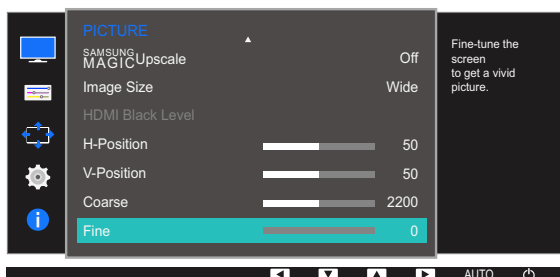 PICTURE
SAMSUNG
MAGIC Upscale Off
Image Size Wide
HDMI Black Level
H-Position 50
V-Position 50
Coarse 2200
Fine 0
Fine-tune the
screen
to get a vivid
picture.
AUTO